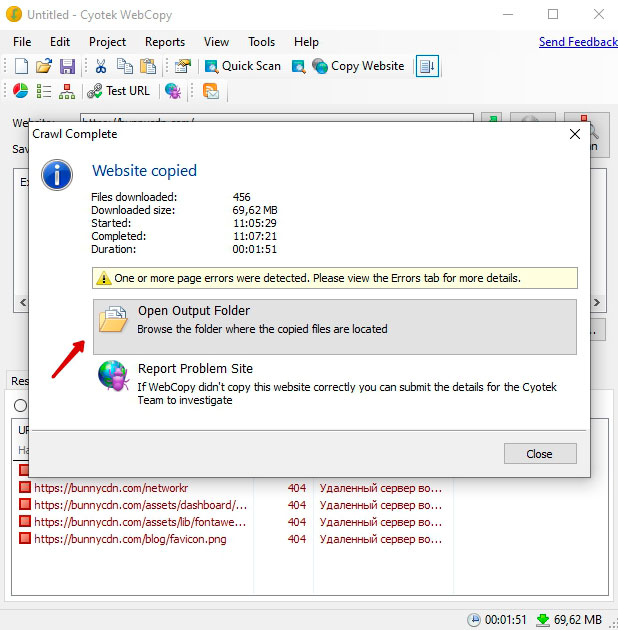 Untitled - Cyotek WebCopy
File Edit Project Reports View Tools Help Send Feedback
Quick Scan Copy Website
Test URL
https://bunnycdn.com/
Crawl Complete
Website copied
Files downloaded: 456
Downloaded size: 69,62 MB
Started: 11:05:29
Completed: 11:07:21
Duration: 00:01:51
One or more page errors were detected. Please view the Errors tab for more details.
Open Output Folder
Browse the folder where the copied files are located
Report Problem Site
If WebCopy didn't copy this website correctly you can submit the details for the Cyotek
Team to investigate
Close
https://bunnycdn.com/networkr 404 Удаленный сервер во...
https://bunnycdn.com/assets/dashboard/... 404 Удаленный сервер во...
https://bunnycdn.com/assets/lib/fontawe... 404 Удаленный сервер во...
https://bunnycdn.com/blog/favicon.png 404 Удаленный сервер во...
00:01:51 69,62 MB